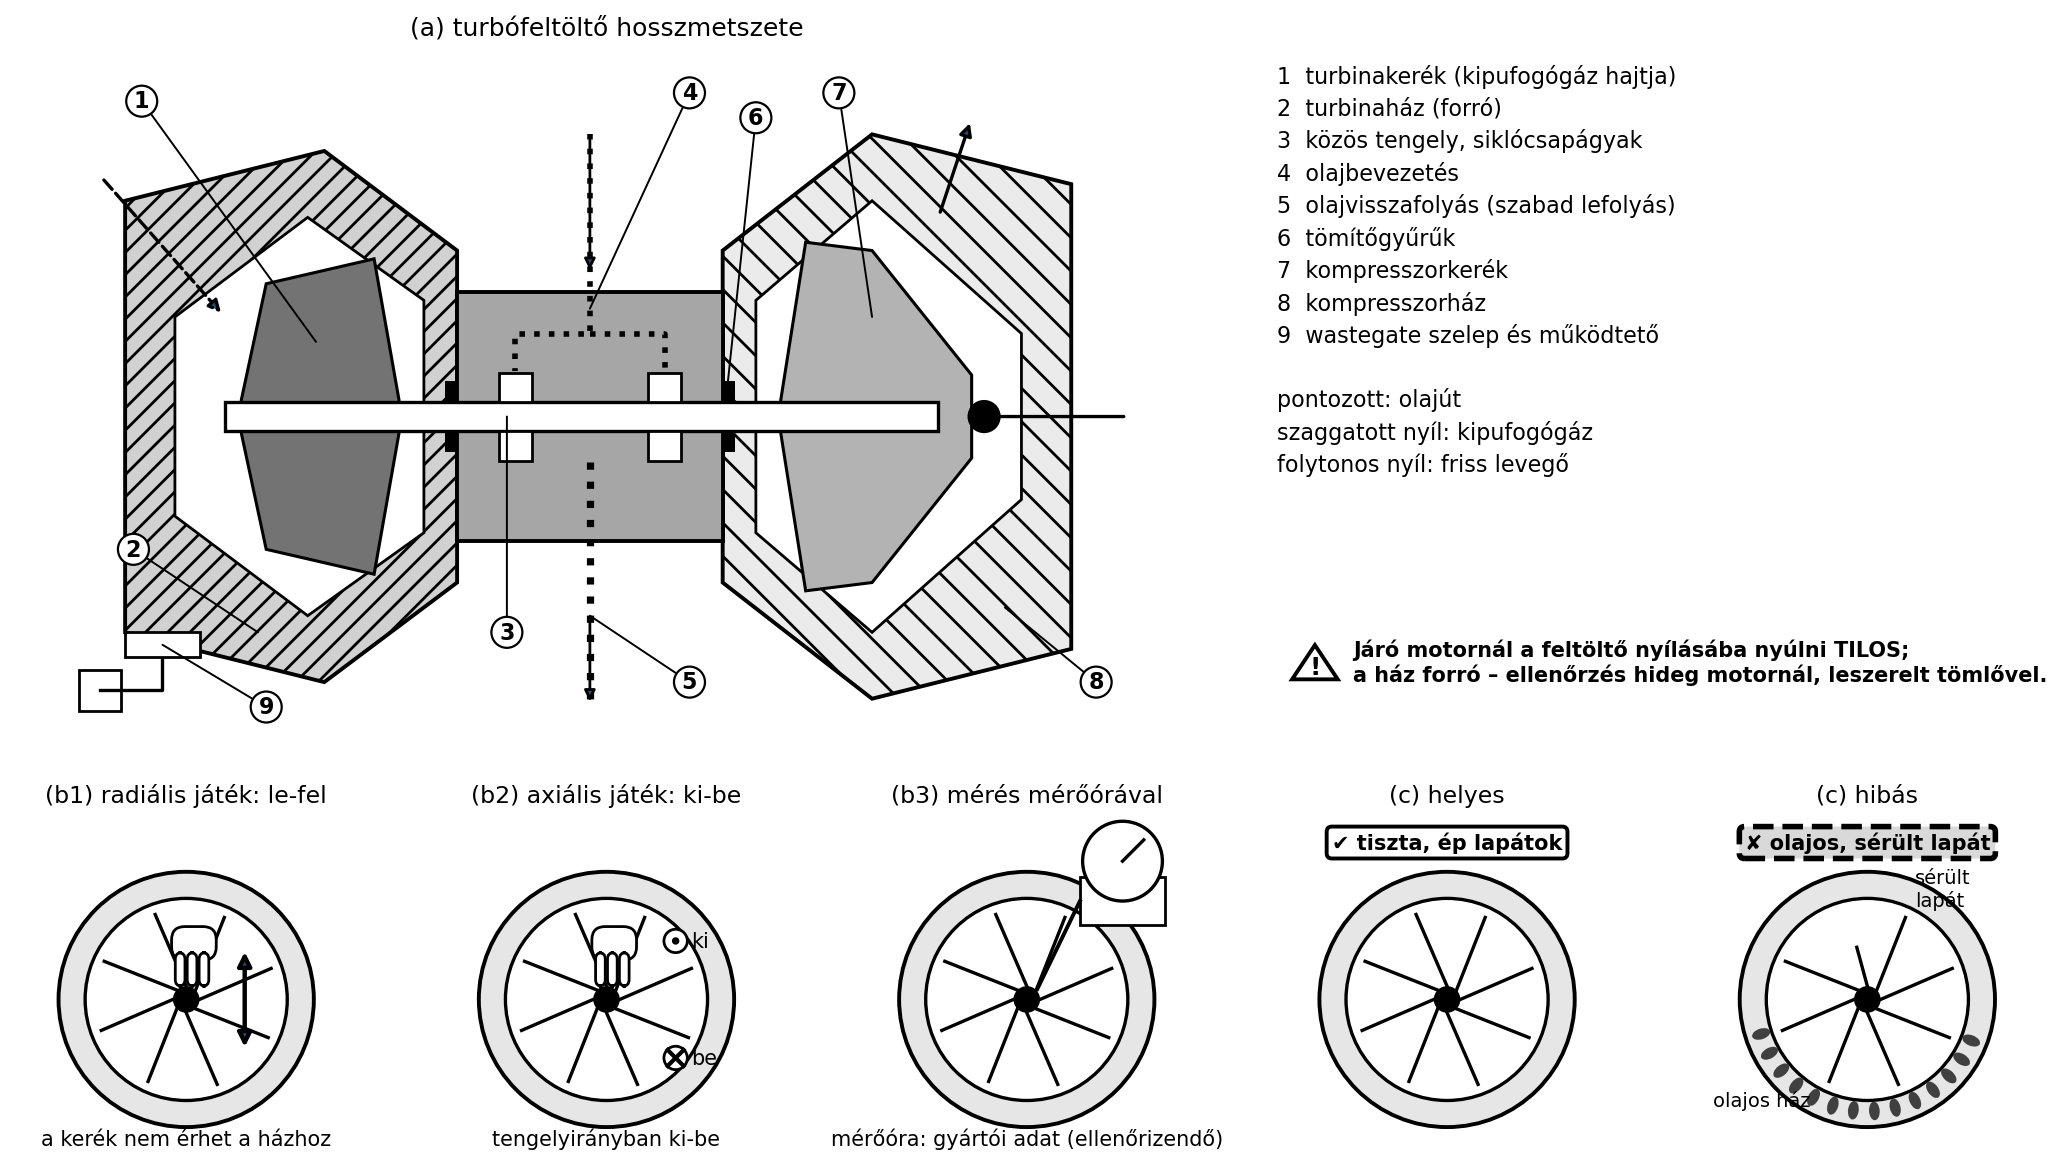 (a) turbófeltöltő hosszmetszete
1
4
7
6
2
3
5
8
9
1 turbinakerék (kipufogógáz hajtja)
2 turbinaház (forró)
3 közös tengely, siklócsapágyak
4 olajbevezetés
5 olajvisszafolyás (szabad lefolyás)
6 tömítőgyűrűk
7 kompresszorkerék
8 kompresszorház
9 wastegate szelep és működtető
pontozott: olajút
szaggatott nyíl: kipufogógáz
folytonos nyíl: friss levegő
! Járó motornál a feltöltő nyílásába nyúlni TILOS;
a ház forró – ellenőrzés hideg motornál, leszerelt tömlővel.
(b1) radiális játék: le-fel
a kerék nem érhet a házhoz
(b2) axiális játék: ki-be
ki
be
tengelyirányban ki-be
(b3) mérés mérőórával
mérőóra: gyártói adat (ellenőrizendő)
(c) helyes
✔ tiszta, ép lapátok
(c) hibás
✘ olajos, sérült lapát
sérült
lapát
olajos ház